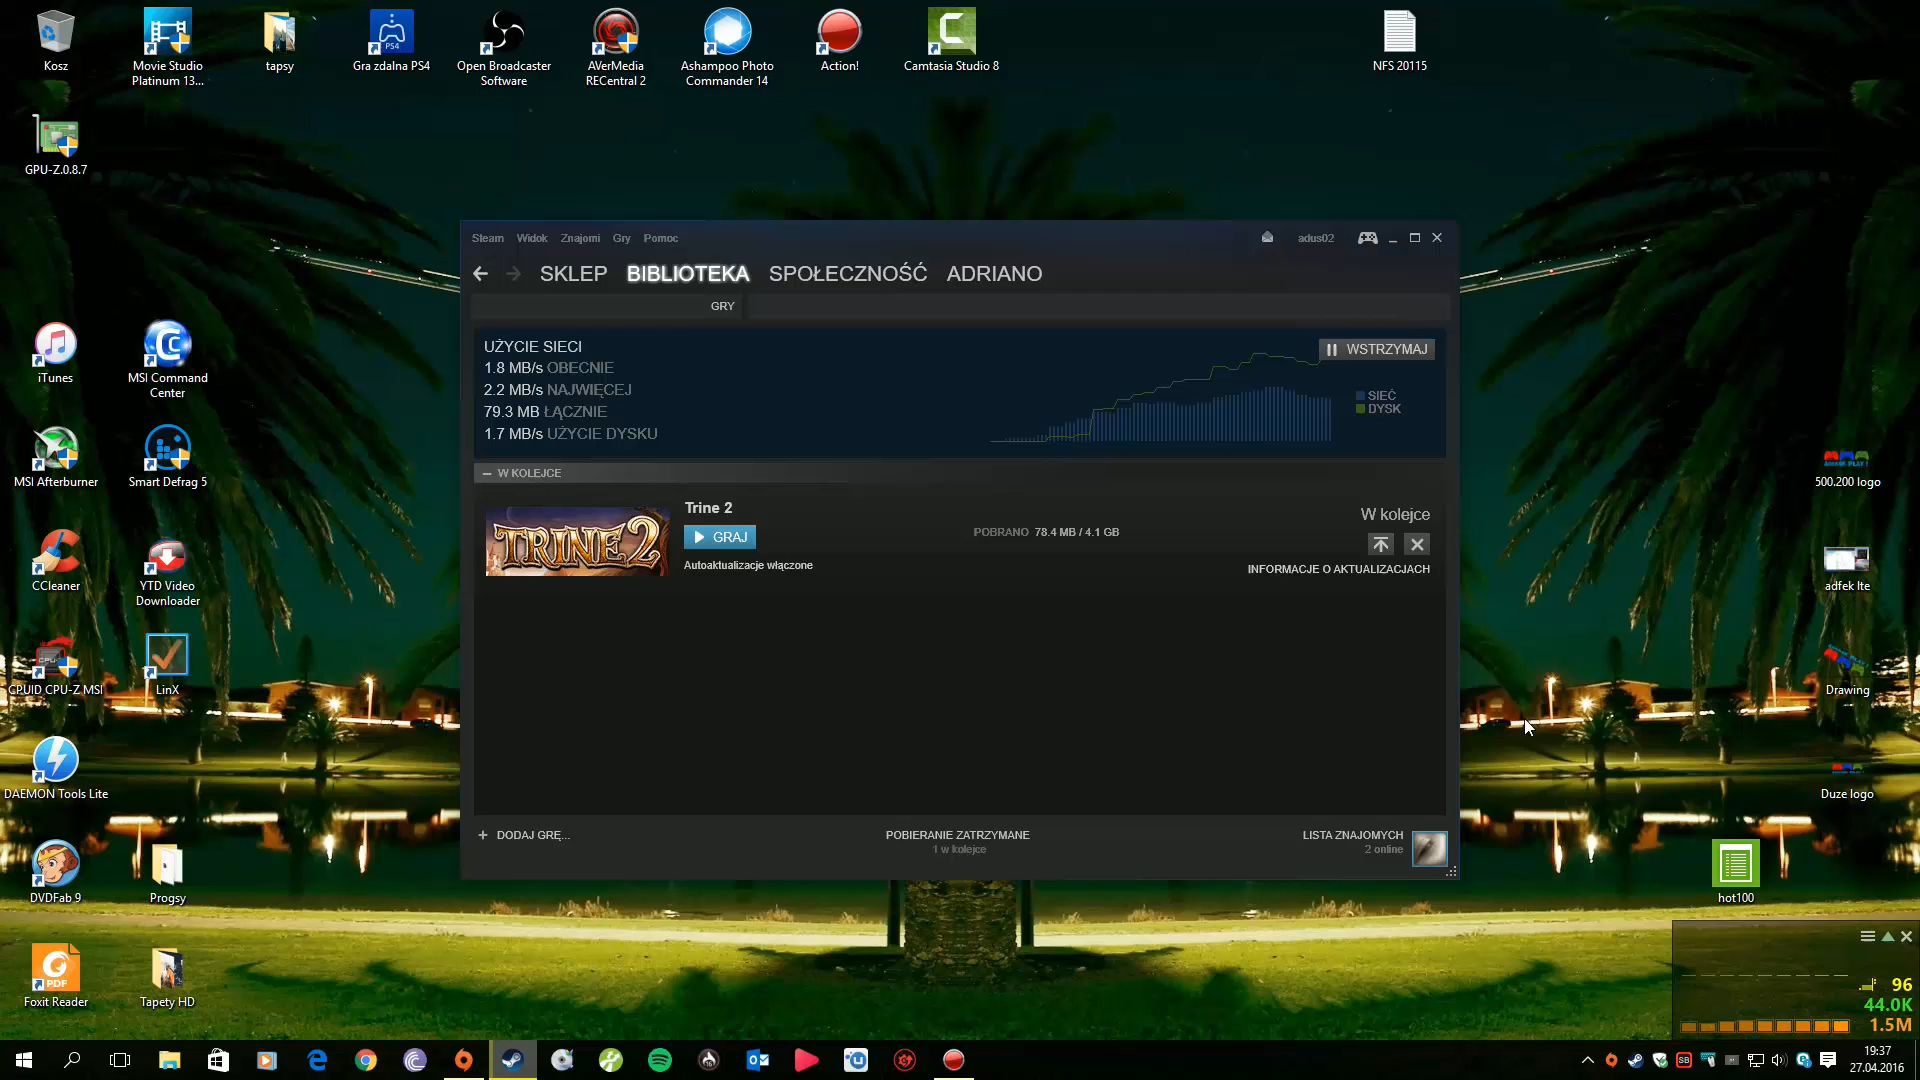 Kosz
Movie Studio
Platinum 13...
tapsy
Gra zdalna PS4
Open Broadcaster
Software
AVerMedia
RECentral 2
Ashampoo Photo
Commander 14
Action!
Camtasia Studio 8
NFS 20115
GPU-Z.0.8.7
Steam Widok Znajomi Gry Pomoc
adus02
SKLEP BIBLIOTEKA SPOŁECZNOŚĆ ADRIANO
GRY
UŻYCIE SIECI
1.8 MB/s OBECNIE
2.2 MB/s NAJWIĘCEJ
79.3 MB ŁĄCZNIE
1.7 MB/s UŻYCIE DYSKU
WSTRZYMAJ
SIEĆ
DYSK
W KOLEJCE
TRINE 2
Trine 2
GRAJ
Autoaktualizacje włączone
POBRANO 78.4 MB / 4.1 GB
W kolejce
INFORMACJE O AKTUALIZACJACH
+ DODAJ GRĘ...
POBIERANIE ZATRZYMANE
1 w kolejce
LISTA ZNAJOMYCH
2 online
iTunes
MSI Command
Center
MSI Afterburner
Smart Defrag 5
CCleaner
YTD Video
Downloader
CPUID CPU-Z MSI
LinX
DAEMON Tools Lite
DVDFab 9
Progsy
PDF
Foxit Reader
Tapety HD
500.200 logo
adfek lte
Drawing
Duze logo
hot100
96
44.0K
1.5M
19:37
27.04.2016